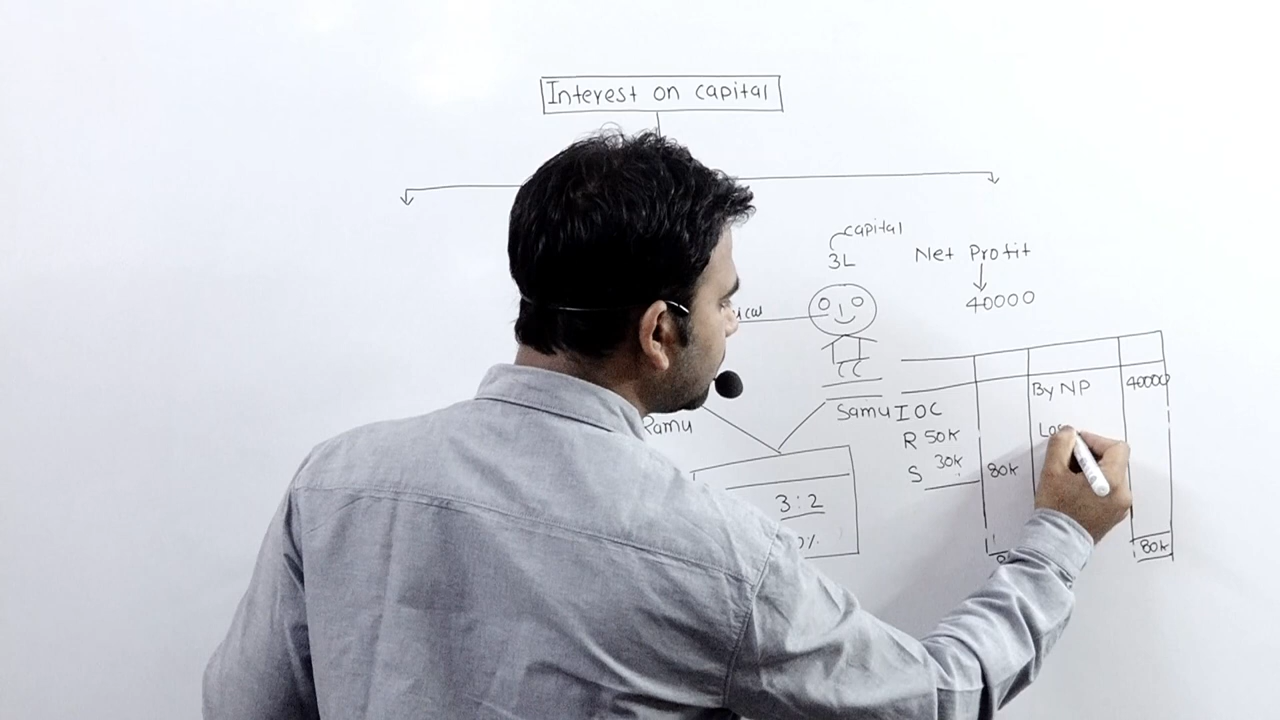 Interest on capital
capital
3L
Net Profit
40000
By NP 40000
Ramu
Samu
IOC
R 50K
S 30K 80K
3:2
80K